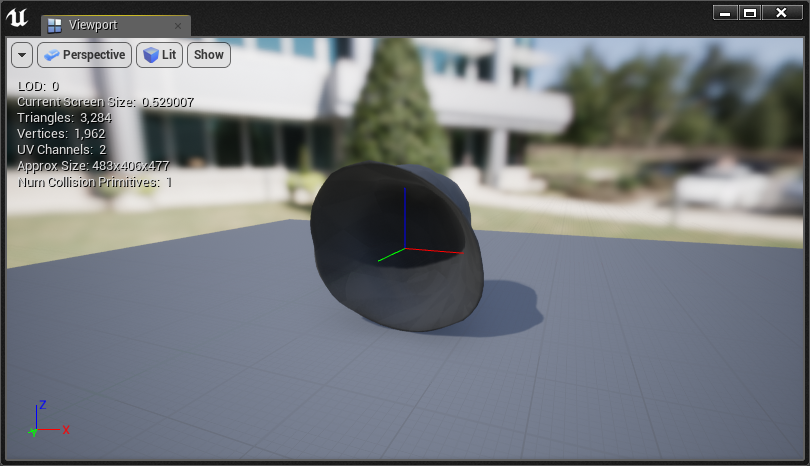 Viewport
Perspective
Lit
Show
LOD: 0
Current Screen Size: 0.529007
Triangles: 3,284
Vertices: 1,962
UV Channels: 2
Approx Size: 483x406x477
Num Collision Primitives: 1
Z
X
Y